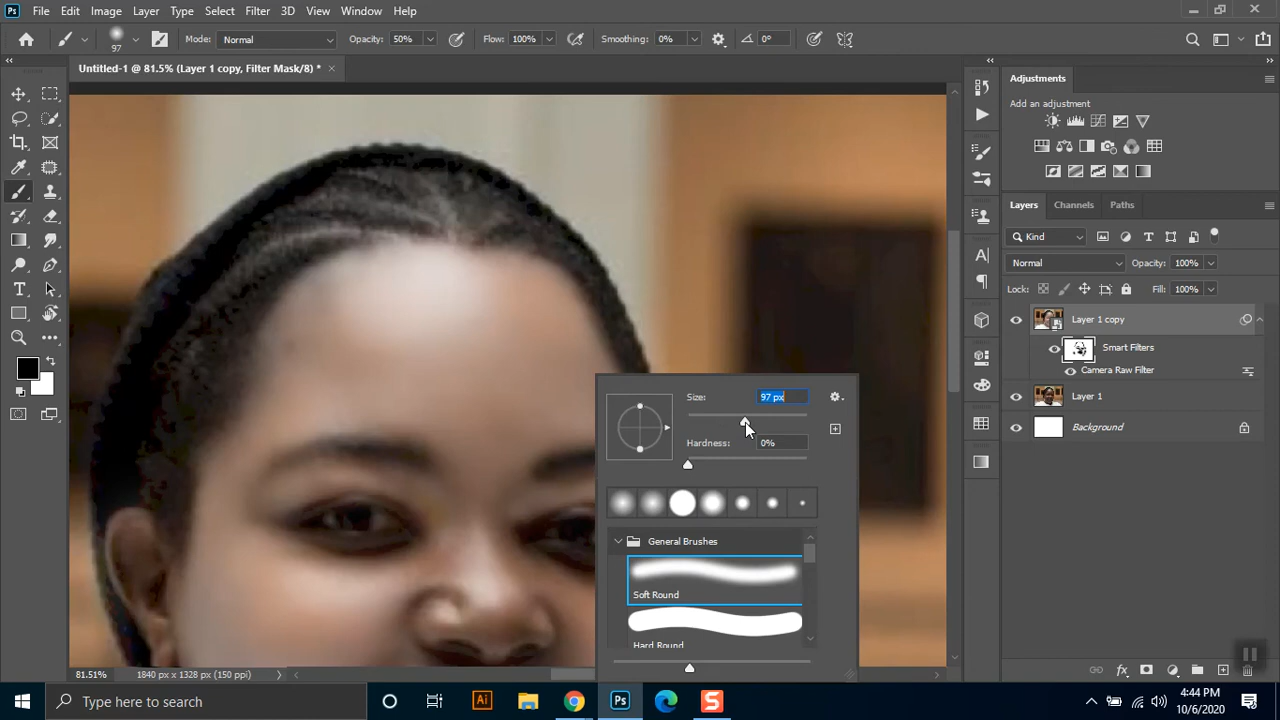 Ps File Edit Image Layer Type Select Filter 3D View Window Help
97 Mode: Normal Opacity: 50% Flow: 100% Smoothing: 0% 0°
Untitled-1 @ 81.5% (Layer 1 copy, Filter Mask/8) * ×
Adjustments
Add an adjustment
Layers Channels Paths
Kind
Normal Opacity: 100%
Lock: Fill: 100%
Layer 1 copy
Smart Filters
Camera Raw Filter
Layer 1
Background
Size: 97 px
Hardness: 0%
General Brushes
Soft Round
Hard Round
81.51% 1840 px x 1328 px (150 ppi)
Type here to search
Ai
Ps
S
4:44 PM
10/6/2020